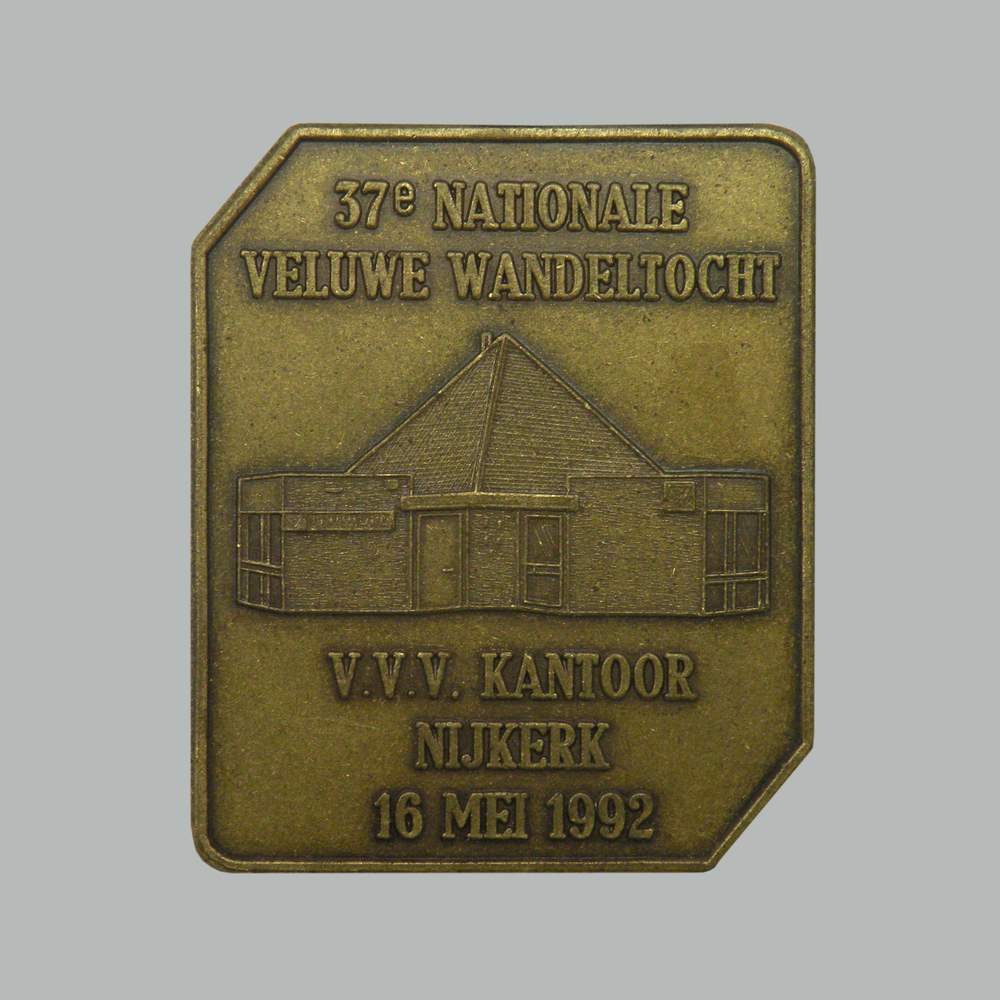 37e NATIONALE
VELUWE WANDELTOCHT
V.V.V. KANTOOR
NIJKERK
16 MEI 1992